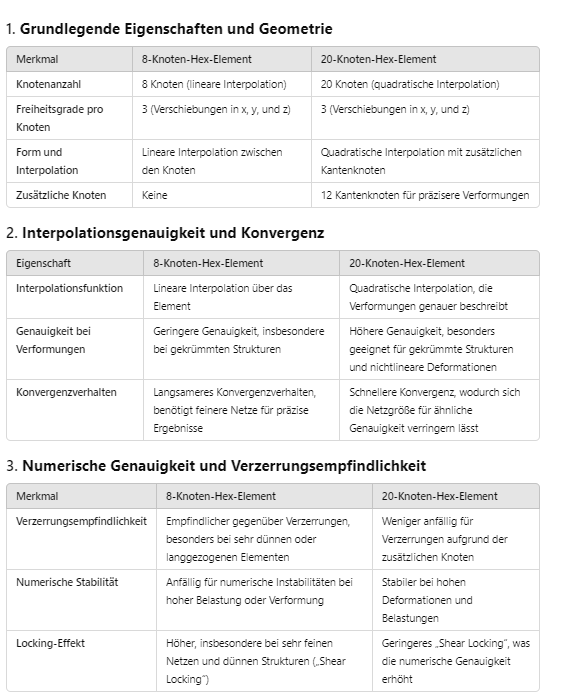 1. Grundlegende Eigenschaften und Geometrie
Merkmal 8-Knoten-Hex-Element 20-Knoten-Hex-Element
Knotenanzahl 8 Knoten (lineare Interpolation) 20 Knoten (quadratische Interpolation)
Freiheitsgrade pro 3 (Verschiebungen in x, y, und z) 3 (Verschiebungen in x, y, und z)
Knoten
Form und Lineare Interpolation zwischen Quadratische Interpolation mit zusätzlichen
Interpolation den Knoten Kantenknoten
Zusätzliche Knoten Keine 12 Kantenknoten für präzisere Verformungen
2. Interpolationsgenauigkeit und Konvergenz
Eigenschaft 8-Knoten-Hex-Element 20-Knoten-Hex-Element
Interpolationsfunktion Lineare Interpolation über das Quadratische Interpolation, die
Element Verformungen genauer beschreibt
Genauigkeit bei Geringere Genauigkeit, insbesondere Höhere Genauigkeit, besonders
Verformungen bei gekrümmten Strukturen geeignet für gekrümmte Strukturen
und nichtlineare Deformationen
Konvergenzverhalten Langsameres Konvergenzverhalten, Schnellere Konvergenz, wodurch sich
benötigt feinere Netze für präzise die Netzgröße für ähnliche
Ergebnisse Genauigkeit verringern lässt
3. Numerische Genauigkeit und Verzerrungsempfindlichkeit
Merkmal 8-Knoten-Hex-Element 20-Knoten-Hex-Element
Verzerrungsempfindlichkeit Empfindlicher gegenüber Verzerrungen, Weniger anfällig für
besonders bei sehr dünnen oder Verzerrungen aufgrund der
langgezogenen Elementen zusätzlichen Knoten
Numerische Stabilität Anfällig für numerische Instabilitäten bei Stabiler bei hohen
hoher Belastung oder Verformung Deformationen und
Belastungen
Locking-Effekt Höher, insbesondere bei sehr feinen Geringeres „Shear Locking“, was
Netzen und dünnen Strukturen („Shear die numerische Genauigkeit
Locking“) erhöht